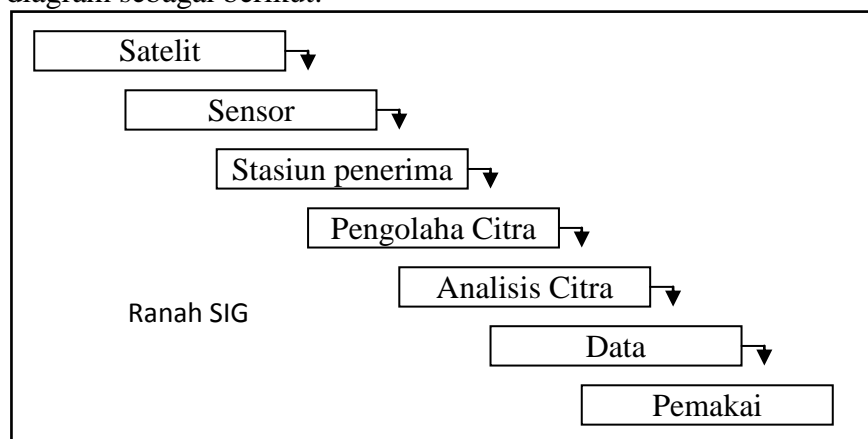 diagram sebagai berikut:
Satelit
Sensor
Stasiun penerima
Pengolaha Citra
Analisis Citra
Ranah SIG
Data
Pemakai